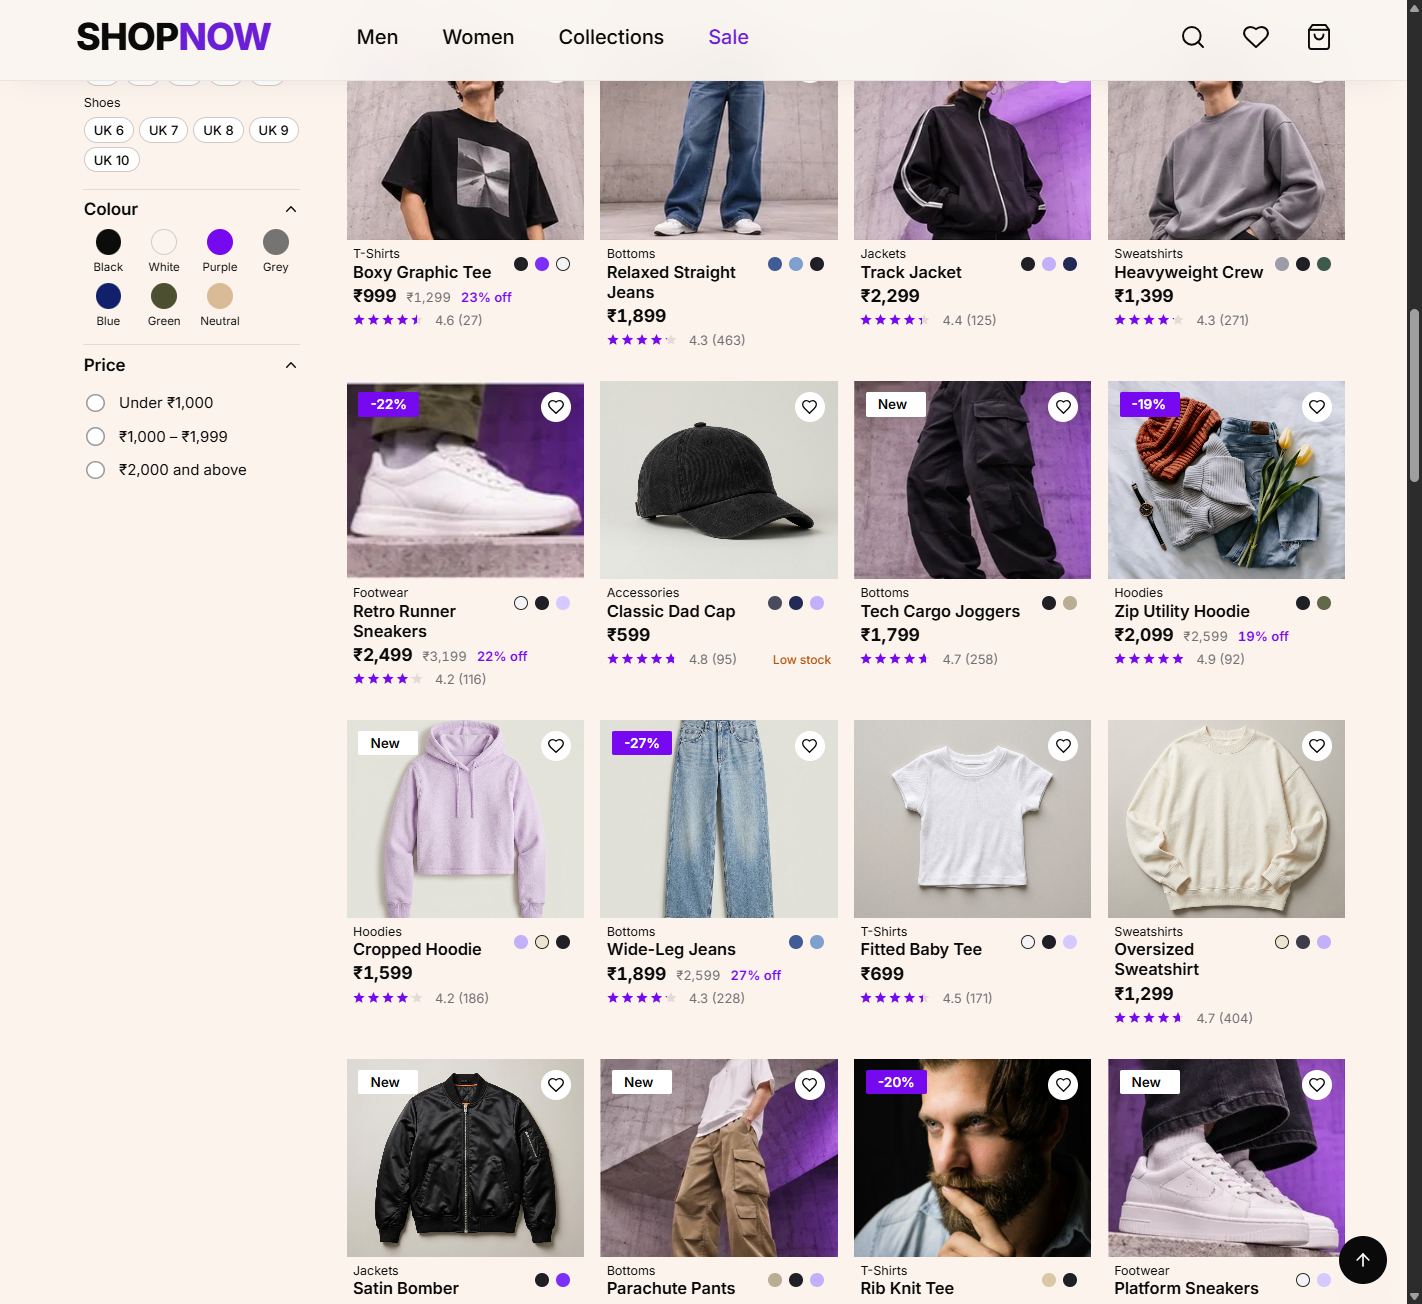 SHOPNOW
Men
Women
Collections
Sale
Shoes
UK 6
UK 7
UK 8
UK 9
UK 10
Colour
Black
White
Purple
Grey
Blue
Green
Neutral
Price
Under ₹1,000
₹1,000 – ₹1,999
₹2,000 and above
T-Shirts
Boxy Graphic Tee
₹999 ₹1,299 23% off
4.6 (27)
Bottoms
Relaxed Straight
Jeans
₹1,899
4.3 (463)
Jackets
Track Jacket
₹2,299
4.4 (125)
Sweatshirts
Heavyweight Crew
₹1,399
4.3 (271)
-22%
Footwear
Retro Runner
Sneakers
₹2,499 ₹3,199 22% off
4.2 (116)
Accessories
Classic Dad Cap
₹599
4.8 (95)
Low stock
New
Bottoms
Tech Cargo Joggers
₹1,799
4.7 (258)
-19%
Hoodies
Zip Utility Hoodie
₹2,099 ₹2,599 19% off
4.9 (92)
New
Hoodies
Cropped Hoodie
₹1,599
4.2 (186)
-27%
Bottoms
Wide-Leg Jeans
₹1,899 ₹2,599 27% off
4.3 (228)
T-Shirts
Fitted Baby Tee
₹699
4.5 (171)
Sweatshirts
Oversized
Sweatshirt
₹1,299
4.7 (404)
New
Jackets
Satin Bomber
New
Bottoms
Parachute Pants
-20%
T-Shirts
Rib Knit Tee
New
Footwear
Platform Sneakers